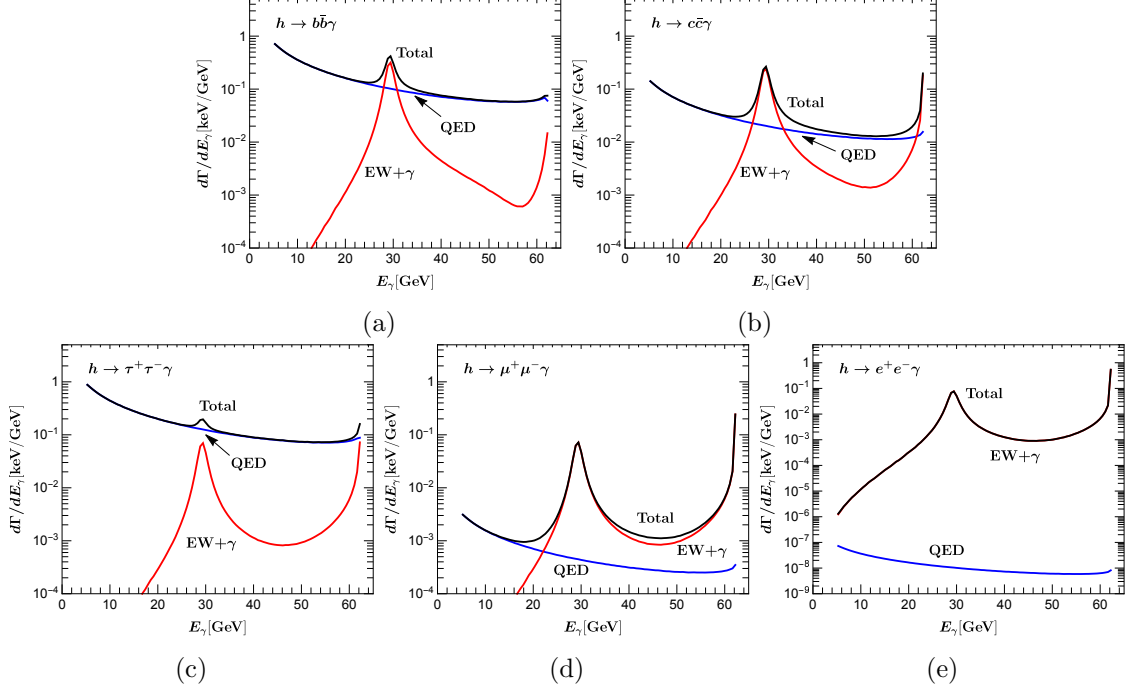 h → bb̄γ
Total
QED
EW+γ
1
10⁻¹
10⁻²
10⁻³
10⁻⁴
dΓ/dEγ[keV/GeV]
0 10 20 30 40 50 60
Eγ[GeV]
(a)
h → cc̄γ
Total
QED
EW+γ
1
10⁻¹
10⁻²
10⁻³
10⁻⁴
dΓ/dEγ[keV/GeV]
0 10 20 30 40 50 60
Eγ[GeV]
(b)
h → τ⁺τ⁻γ
Total
QED
EW+γ
1
10⁻¹
10⁻²
10⁻³
10⁻⁴
dΓ/dEγ[keV/GeV]
0 10 20 30 40 50 60
Eγ[GeV]
(c)
h → μ⁺μ⁻γ
Total
EW+γ
QED
1
10⁻¹
10⁻²
10⁻³
10⁻⁴
dΓ/dEγ[keV/GeV]
0 10 20 30 40 50 60
Eγ[GeV]
(d)
h → e⁺e⁻γ
Total
EW+γ
QED
1
10⁻¹
10⁻²
10⁻³
10⁻⁴
10⁻⁵
10⁻⁶
10⁻⁷
10⁻⁸
10⁻⁹
dΓ/dEγ[keV/GeV]
0 10 20 30 40 50 60
Eγ[GeV]
(e)